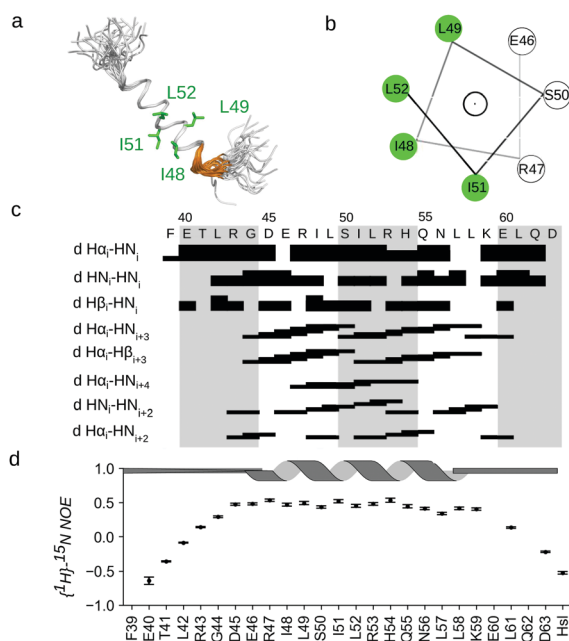 a
L52
L49
I51
I48
b
L49
E46
L52
S50
I48
R47
I51
c
40 45 50 55 60
F E T L R G D E R I L S I L R H Q N L L K E L Q D
d Hαi-HNi
d HNi-HNi
d Hβi-HNi
d Hαi-HNi+3
d Hαi-Hβi+3
d Hαi-HNi+4
d HNi-HNi+2
d Hαi-HNi+2
d
{¹H}-¹⁵N NOE
1.0
0.5
0.0
−0.5
−1.0
F39 E40 T41 L42 R43 G44 D45 E46 R47 I48 L49 S50 I51 L52 R53 H54 Q55 N56 L57 L58 K59 E60 L61 Q62 D63 Hsl